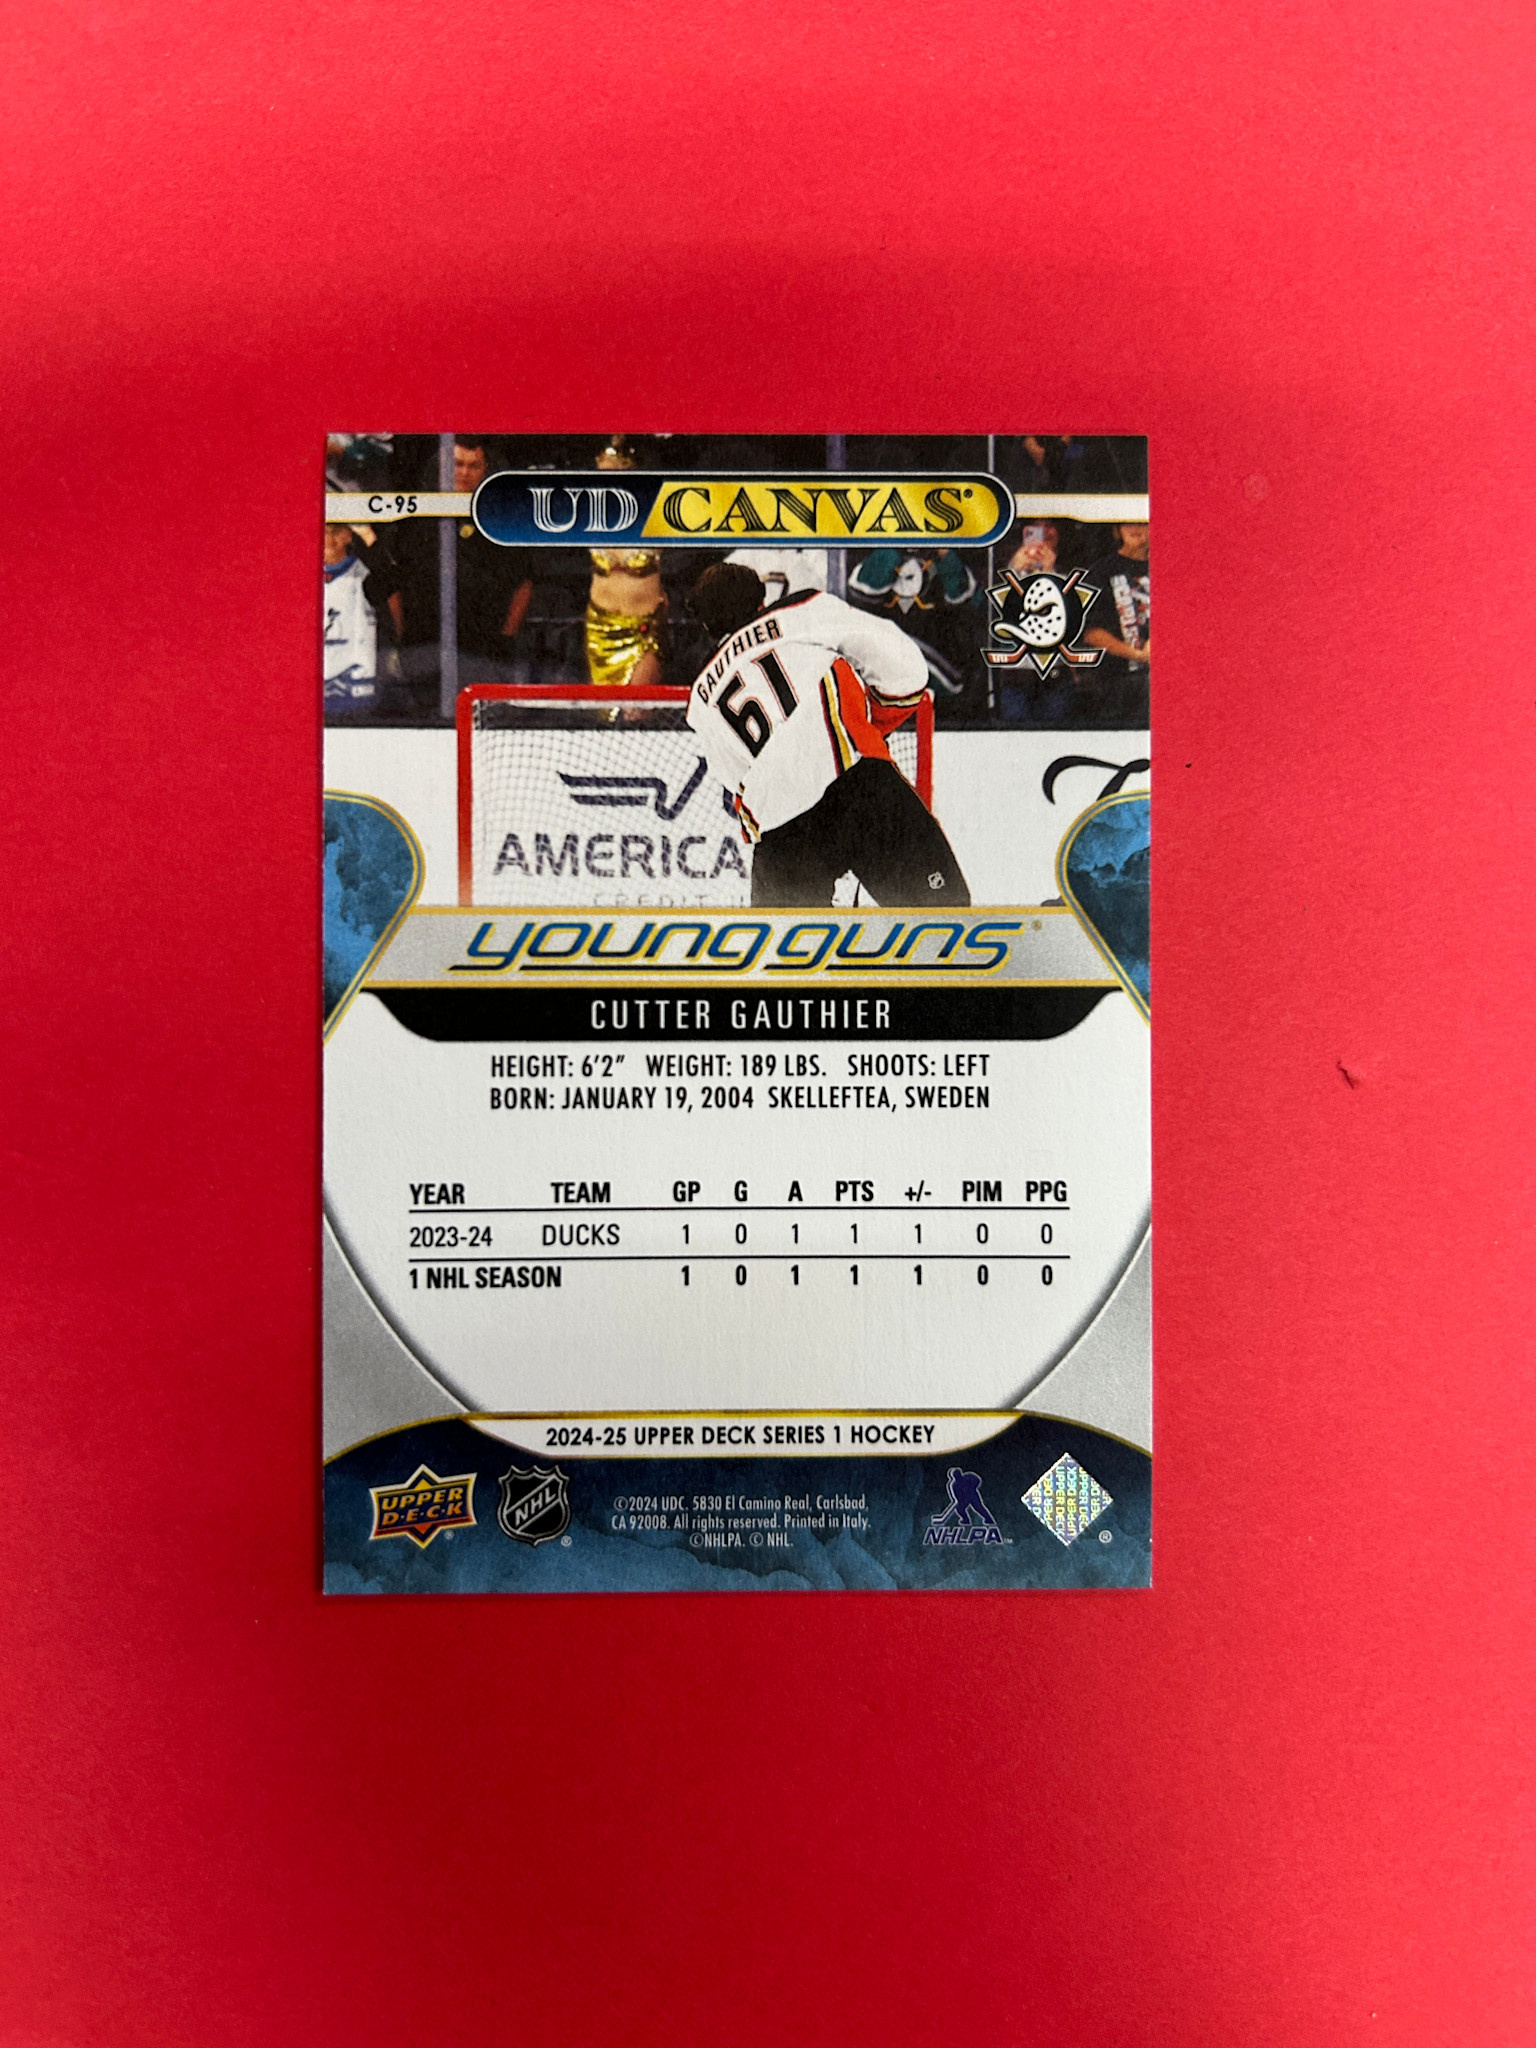 C-95
UD CANVAS®
GAUTHIER
61
AMERICA
CREDIT U
young guns®
CUTTER GAUTHIER
HEIGHT: 6'2" WEIGHT: 189 LBS. SHOOTS: LEFT
BORN: JANUARY 19, 2004 SKELLEFTEA, SWEDEN
YEAR TEAM GP G A PTS +/- PIM PPG
2023-24 DUCKS 1 0 1 1 1 0 0
1 NHL SEASON 1 0 1 1 1 0 0
2024-25 UPPER DECK SERIES 1 HOCKEY
UPPER
D·E·C·K®
NHL®
©2024 UDC. 5830 El Camino Real, Carlsbad,
CA 92008. All rights reserved. Printed in Italy.
©NHLPA. © NHL.
NHLPA™
UPPER DECK
®